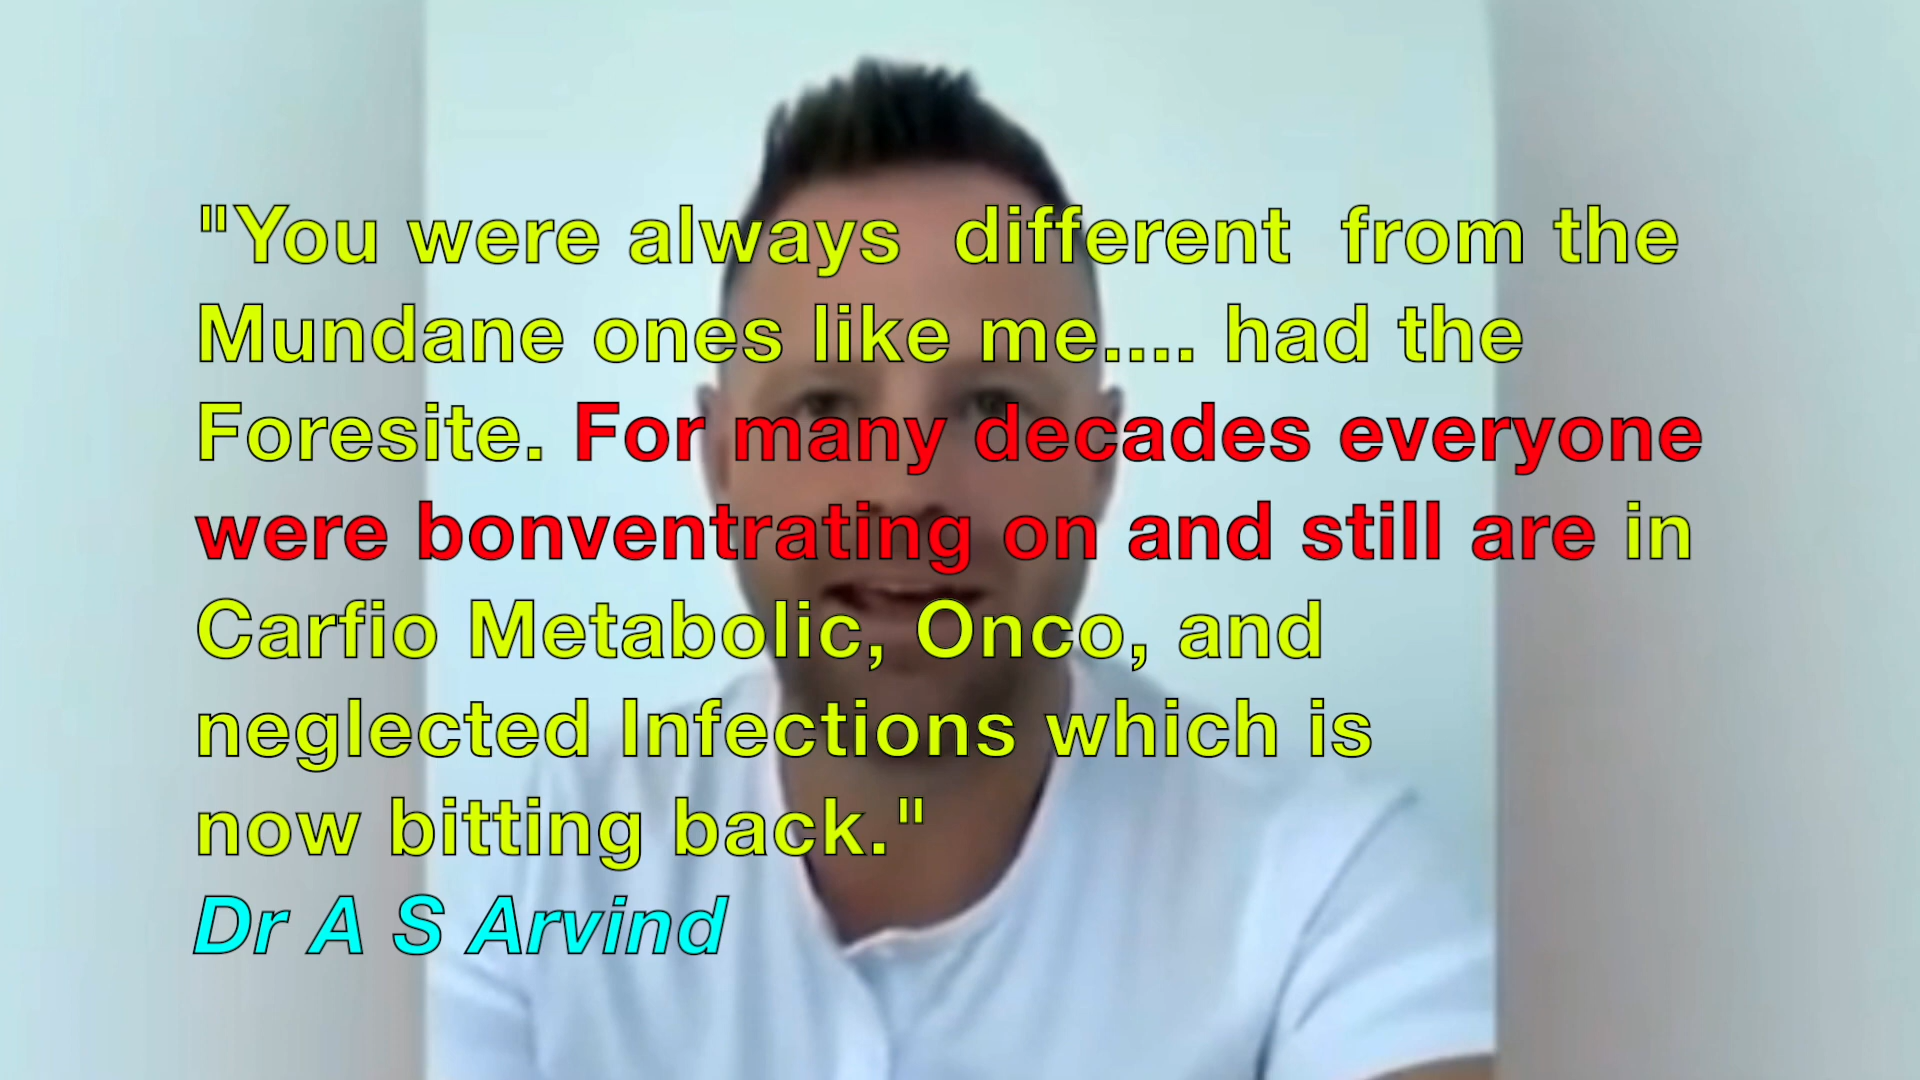 "You were always different from the
Mundane ones like me.... had the
Foresite. For many decades everyone
were bonventrating on and still are in
Carfio Metabolic, Onco, and
neglected Infections which is
now bitting back."
Dr A S Arvind